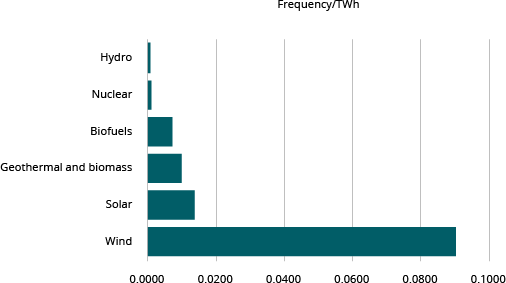 Frequency/TWh
Hydro
Nuclear
Biofuels
Geothermal and biomass
Solar
Wind
0.0000 0.0200 0.0400 0.0600 0.0800 0.1000